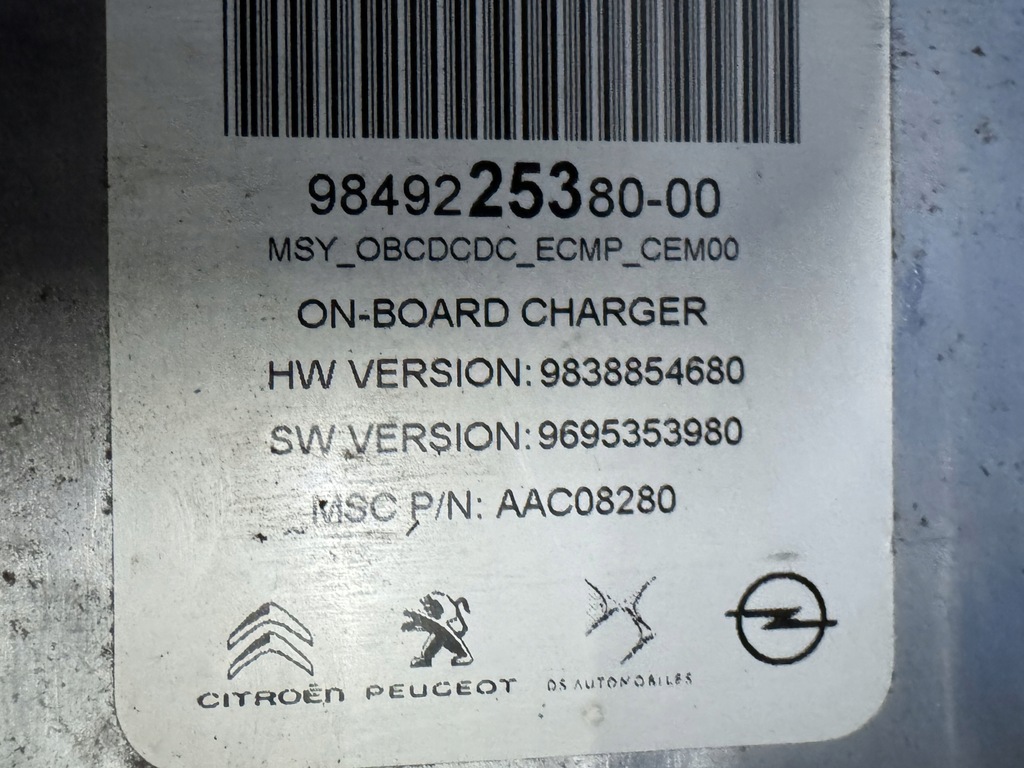 9849225380-00
MSY_OBCDCDC_ECMP_CEM00
ON-BOARD CHARGER
HW VERSION: 9838854680
SW VERSION: 9695353980
MSC P/N: AAC08280
CITROËN PEUGEOT DS AUTOMOBILES